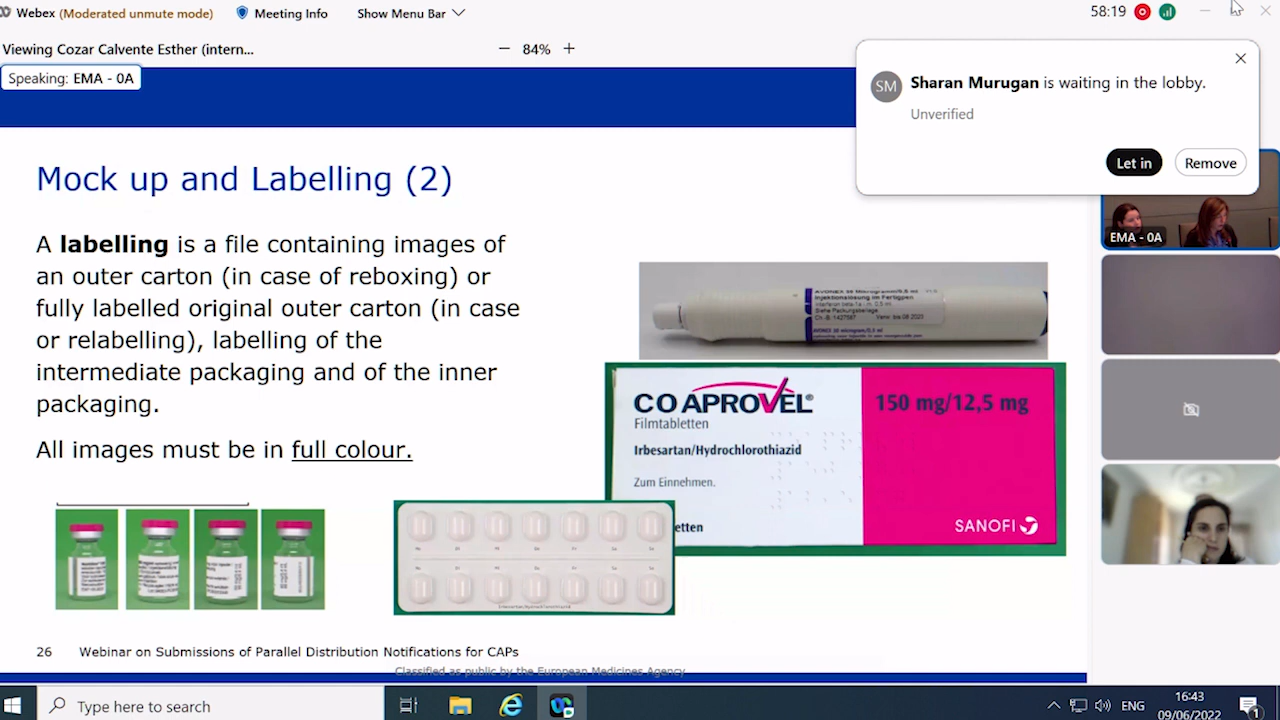 Webex (Moderated unmute mode) Meeting Info Show Menu Bar 58:19
Viewing Cozar Calvente Esther (intern... 84%
Speaking: EMA - 0A
SM Sharan Murugan is waiting in the lobby.
Unverified
Let in Remove
EMA - 0A
Mock up and Labelling (2)
A labelling is a file containing images of
an outer carton (in case of reboxing) or
fully labelled original outer carton (in case
or relabelling), labelling of the
intermediate packaging and of the inner
packaging.
All images must be in full colour.
Injektionslösung im Fertigpen
COAPROVEL
150 mg/12,5 mg
Filmtabletten
Irbesartan/Hydrochlorothiazid
Zum Einnehmen.
etten
SANOFI
26 Webinar on Submissions of Parallel Distribution Notifications for CAPs
Classified as public by the European Medicines Agency
Type here to search
ENG
16:43
09/06/2022
1